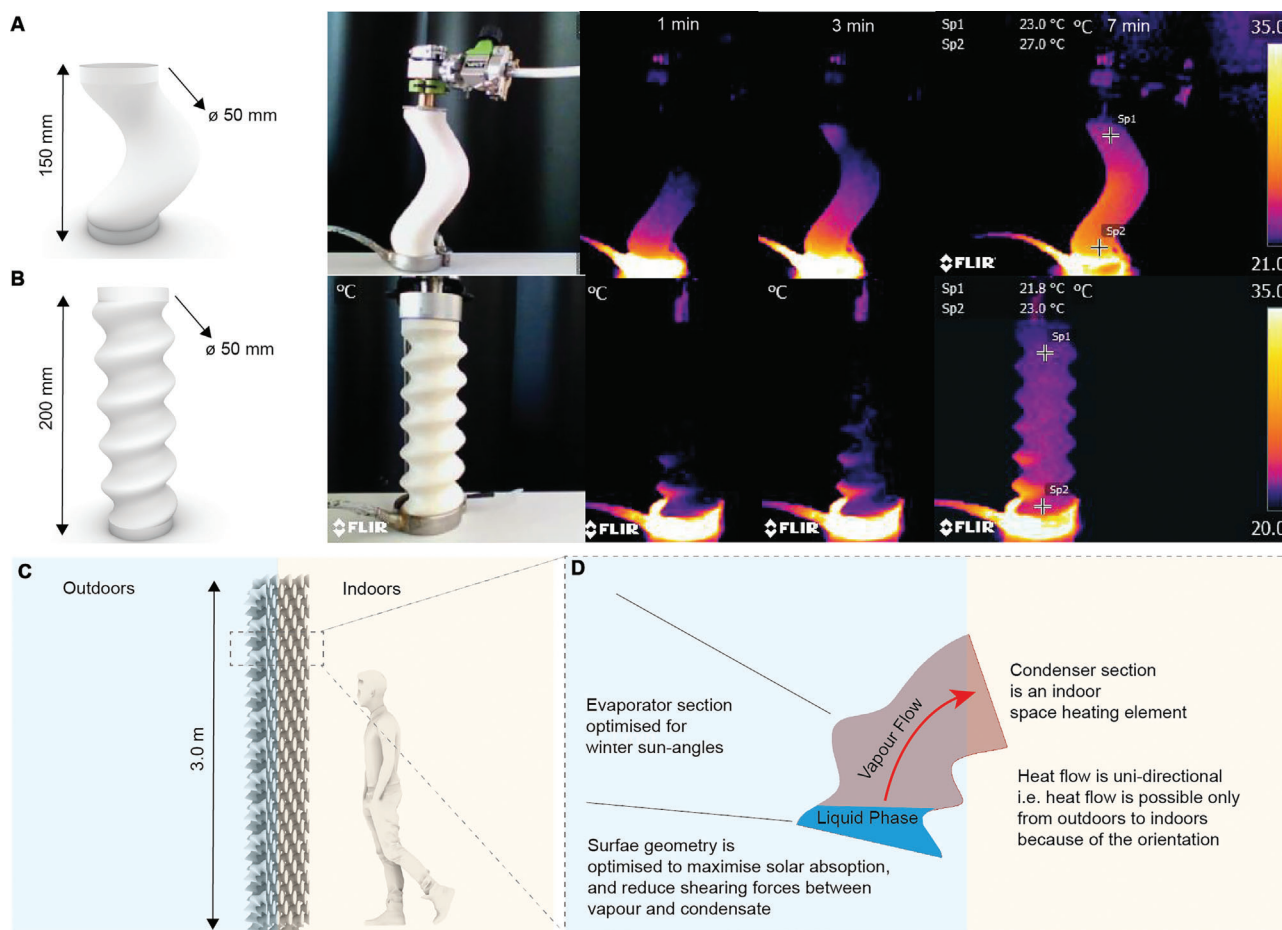 A
150 mm
ø 50 mm
1 min
3 min
Sp1 23.0 °C
Sp2 27.0 °C
ºC
7 min
35.0
Sp1
Sp2
FLIR
21.0
B
200 mm
ø 50 mm
ºC
FLIR
ºC
FLIR
FLIR
Sp1 21.8 °C
Sp2 23.0 °C
ºC
35.0
Sp1
Sp2
FLIR
20.0
C
Outdoors
Indoors
3.0 m
D
Evaporator section
optimised for
winter sun-angles
Vapour Flow
Liquid Phase
Condenser section
is an indoor
space heating element
Heat flow is uni-directional
i.e. heat flow is possible only
from outdoors to indoors
because of the orientation
Surfae geometry is
optimised to maximise solar absoption,
and reduce shearing forces between
vapour and condensate